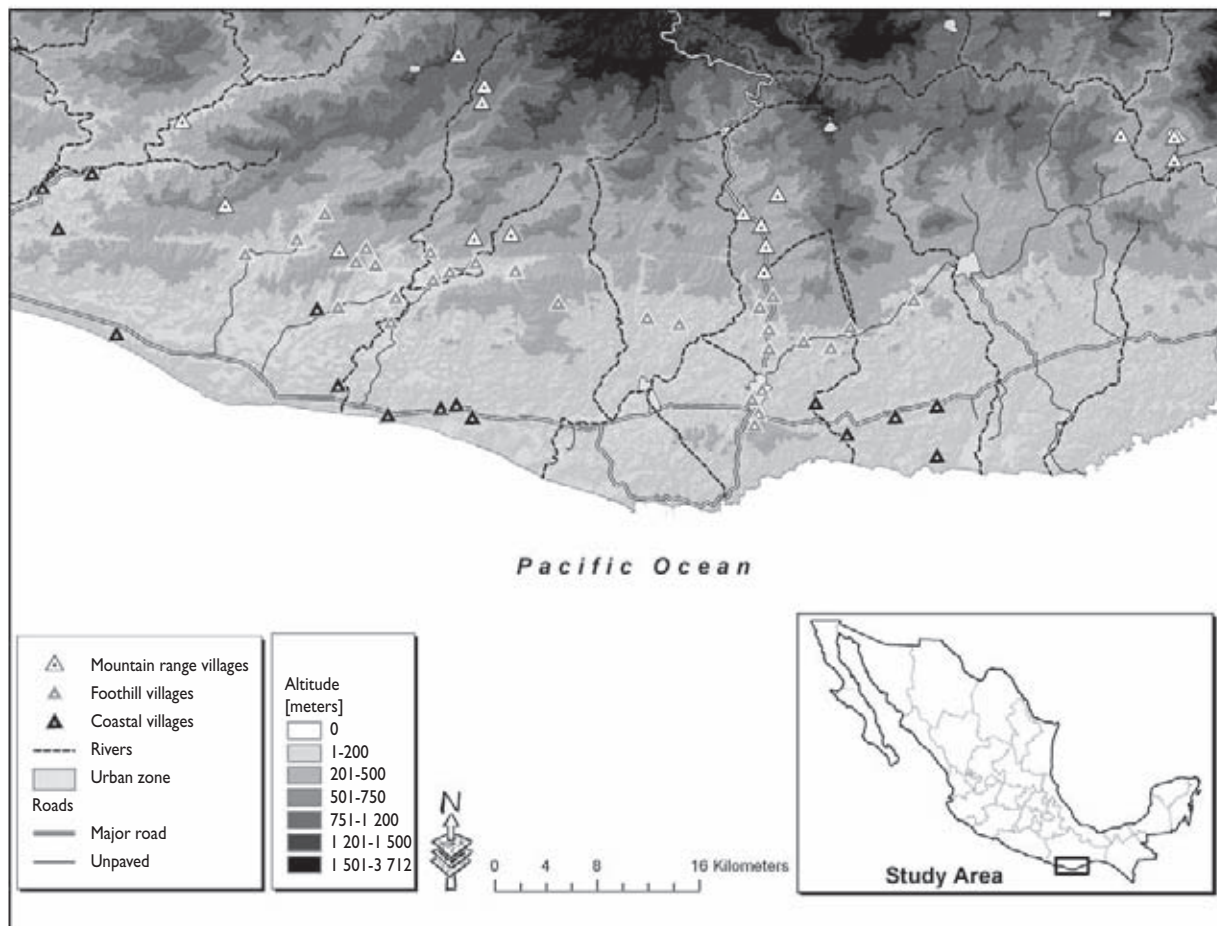 Pacific Ocean
Mountain range villages
Foothill villages
Coastal villages
Rivers
Urban zone
Roads
Major road
Unpaved
Altitude
[meters]
0
1-200
201-500
501-750
751-1 200
1 201-1 500
1 501-3 712
N
0 4 8 16 Kilometers
Study Area